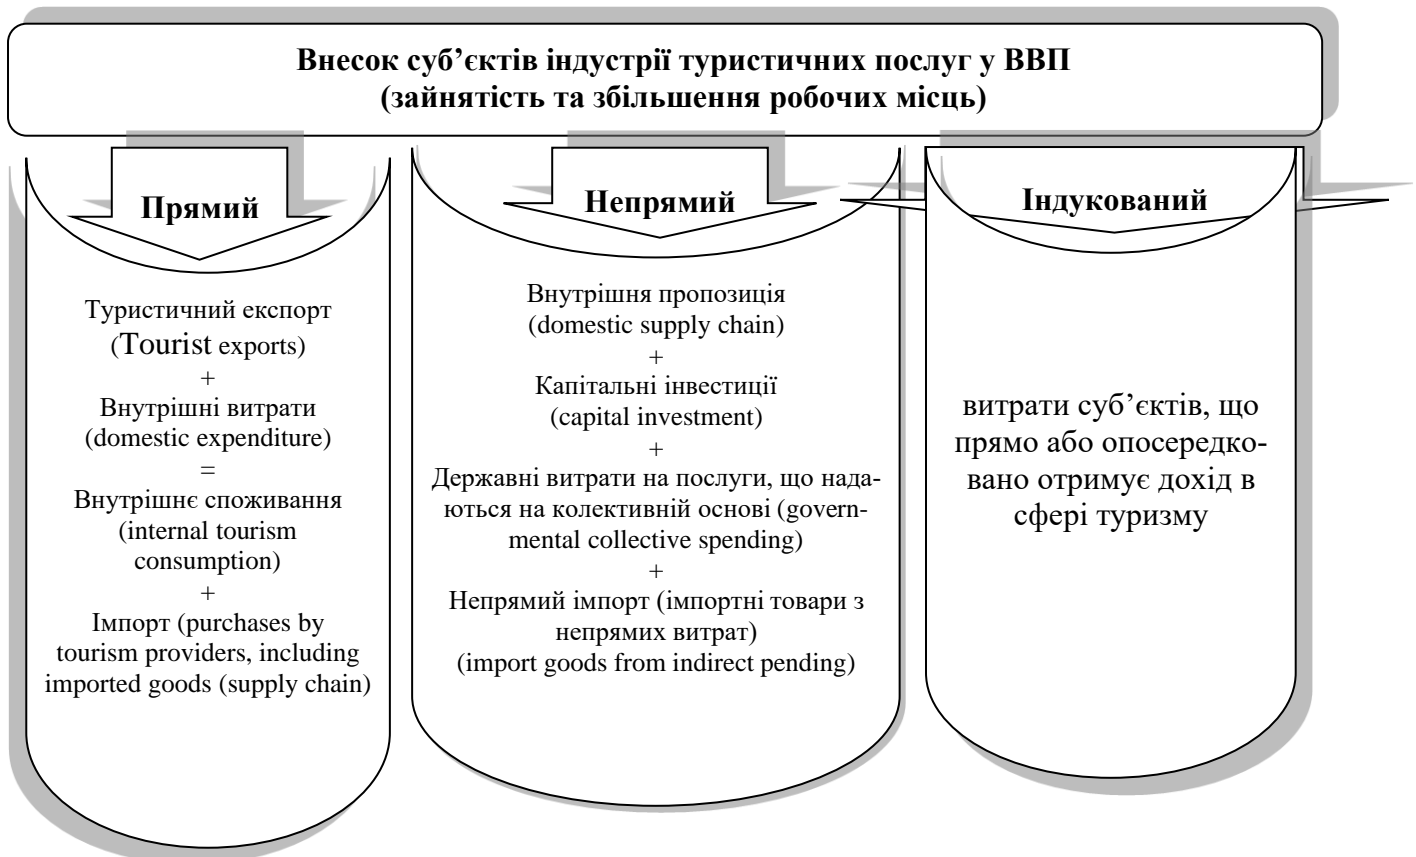 Внесок суб’єктів індустрії туристичних послуг у ВВП
(зайнятість та збільшення робочих місць)
Прямий
Туристичний експорт
(Tourist exports)
+
Внутрішні витрати
(domestic expenditure)
=
Внутрішнє споживання
(internal tourism
consumption)
+
Імпорт (purchases by
tourism providers, including
imported goods (supply chain)
Непрямий
Внутрішня пропозиція
(domestic supply chain)
+
Капітальні інвестиції
(capital investment)
+
Державні витрати на послуги, що нада-
ються на колективній основі (govern-
mental collective spending)
+
Непрямий імпорт (імпортні товари з
непрямих витрат)
(import goods from indirect pending)
Індукований
витрати суб’єктів, що
прямо або опосередко-
вано отримує дохід в
сфері туризму